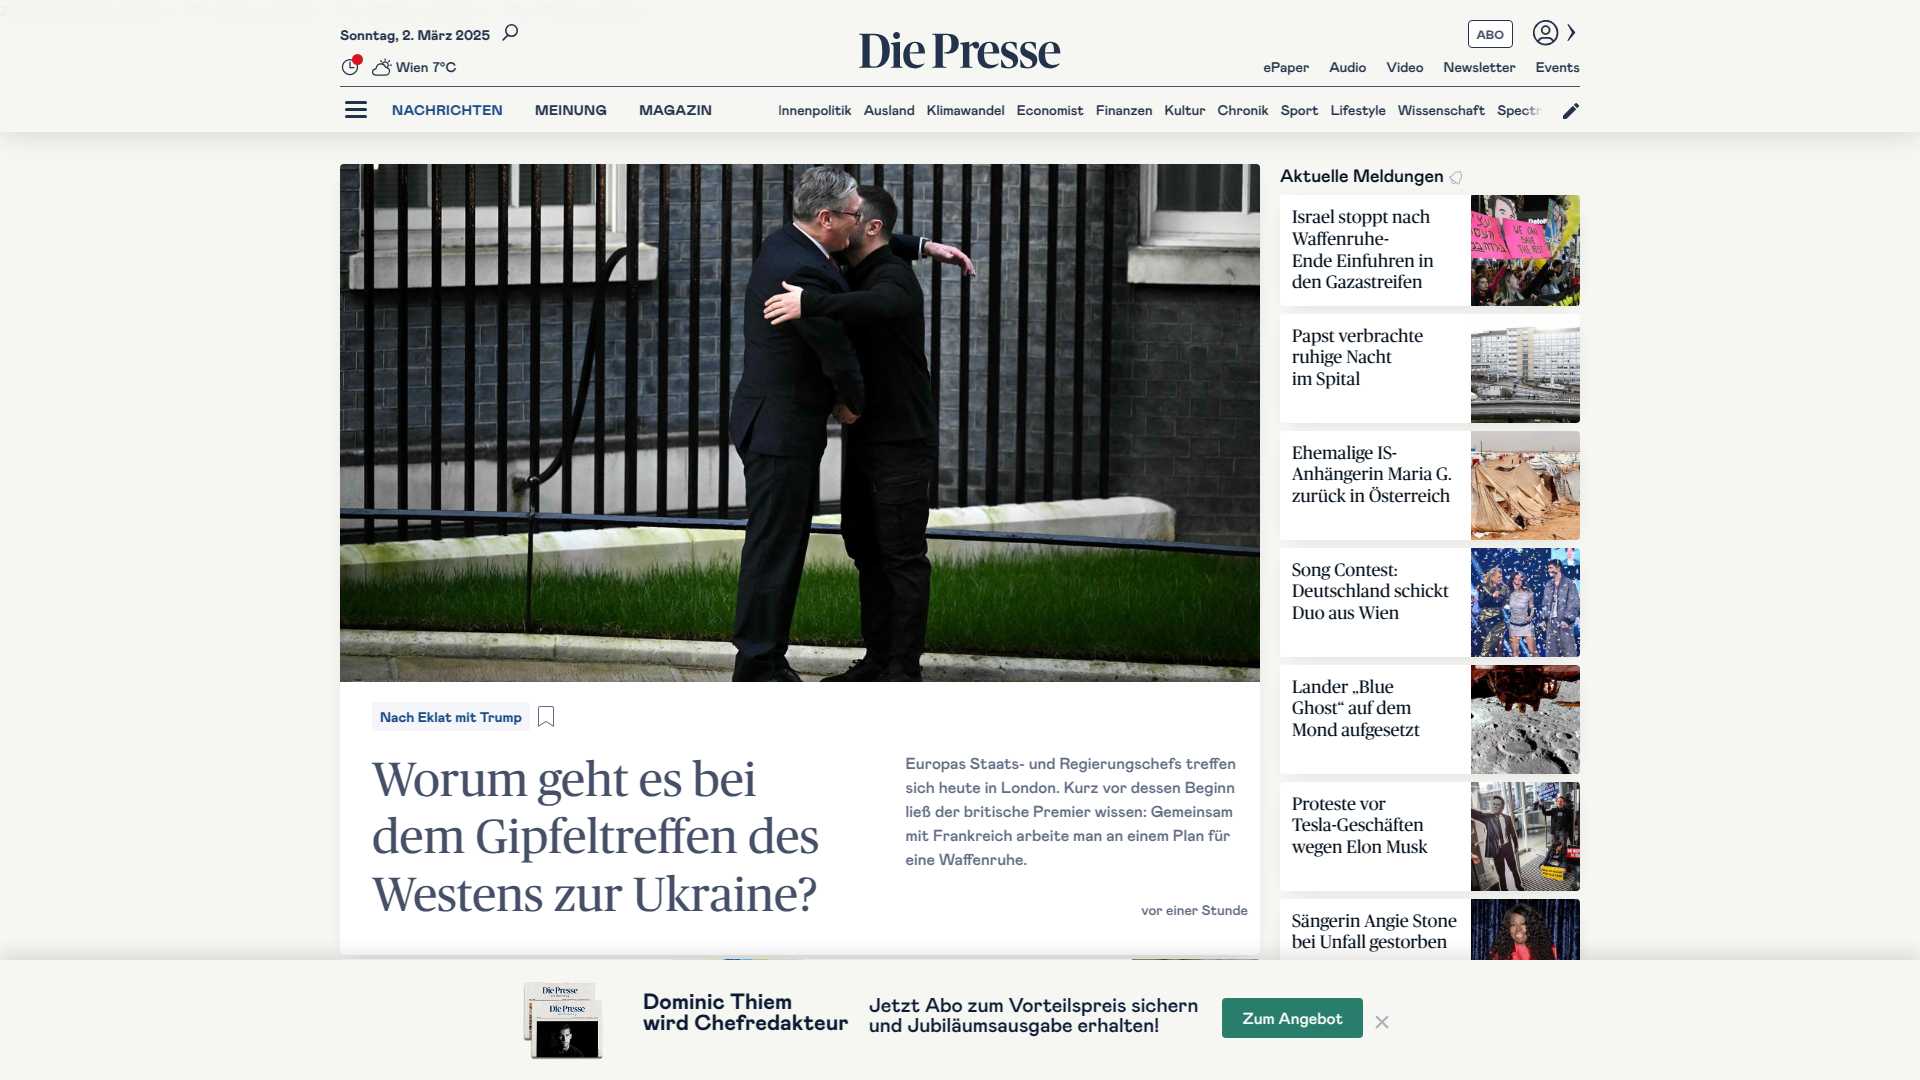 Sonntag, 2. März 2025
Die Presse
ABO
Wien 7°C
ePaper Audio Video Newsletter Events
NACHRICHTEN MEINUNG MAGAZIN
Innenpolitik Ausland Klimawandel Economist Finanzen Kultur Chronik Sport Lifestyle Wissenschaft Spectr
Nach Eklat mit Trump
Worum geht es bei
dem Gipfeltreffen des
Westens zur Ukraine?
Europas Staats- und Regierungschefs treffen
sich heute in London. Kurz vor dessen Beginn
ließ der britische Premier wissen: Gemeinsam
mit Frankreich arbeite man an einem Plan für
eine Waffenruhe.
vor einer Stunde
Aktuelle Meldungen
Israel stoppt nach
Waffenruhe-
Ende Einfuhren in
den Gazastreifen
WE CAN
SAVE
Papst verbrachte
ruhige Nacht
im Spital
Ehemalige IS-
Anhängerin Maria G.
zurück in Österreich
Song Contest:
Deutschland schickt
Duo aus Wien
Lander „Blue
Ghost“ auf dem
Mond aufgesetzt
Proteste vor
Tesla-Geschäften
wegen Elon Musk
Sängerin Angie Stone
bei Unfall gestorben
Die Presse
Die Presse
Dominic Thiem
wird Chefredakteur
Jetzt Abo zum Vorteilspreis sichern
und Jubiläumsausgabe erhalten!
Zum Angebot